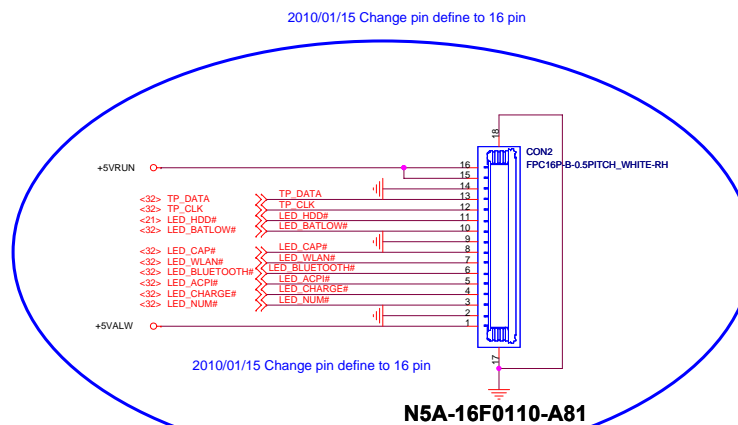 2010/01/15 Change pin define to 16 pin
18
CON2
FPC16P-B-0.5PITCH_WHITE-RH
+5VRUN
16
15
14
<32> TP_DATA TP_DATA 13
<32> TP_CLK TP_CLK 12
<21> LED_HDD# LED_HDD# 11
<32> LED_BATLOW# LED_BATLOW# 10
9
<32> LED_CAP# LED_CAP# 8
<32> LED_WLAN# LED_WLAN# 7
<32> LED_BLUETOOTH# LED_BLUETOOTH# 6
<32> LED_ACPI# LED_ACPI# 5
<32> LED_CHARGE# LED_CHARGE# 4
<32> LED_NUM# LED_NUM# 3
2
+5VALW 1
17
2010/01/15 Change pin define to 16 pin
N5A-16F0110-A81